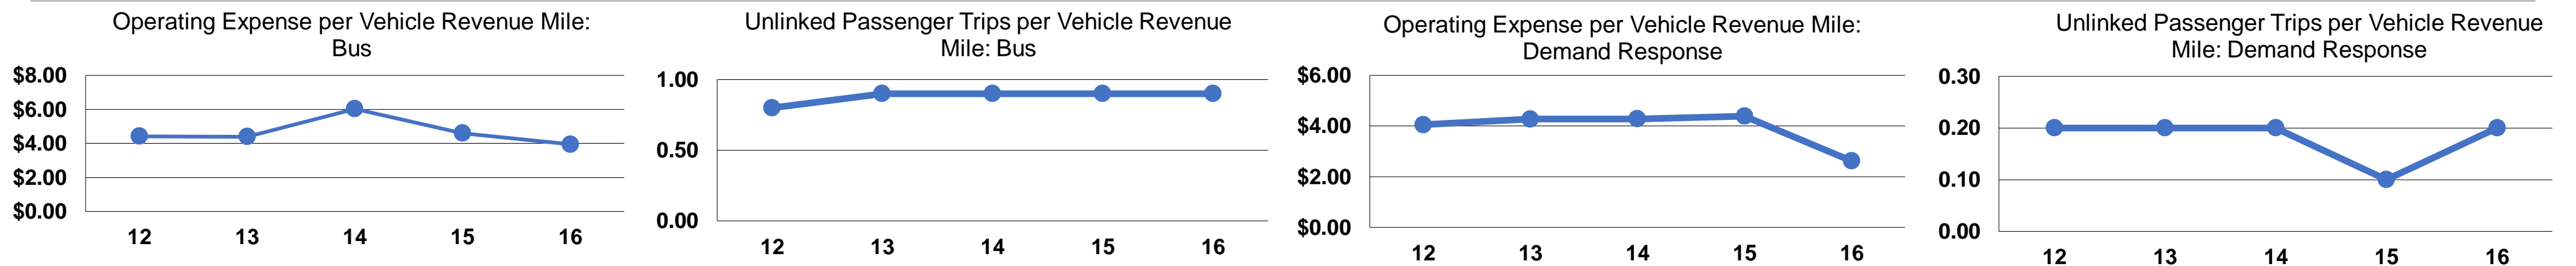 Operating Expense per Vehicle Revenue Mile:
Bus
$8.00
$6.00
$4.00
$2.00
$0.00
12 13 14 15 16
Unlinked Passenger Trips per Vehicle Revenue
Mile: Bus
1.00
0.50
0.00
12 13 14 15 16
Operating Expense per Vehicle Revenue Mile:
Demand Response
$6.00
$4.00
$2.00
$0.00
12 13 14 15 16
Unlinked Passenger Trips per Vehicle Revenue
Mile: Demand Response
0.30
0.20
0.10
0.00
12 13 14 15 16